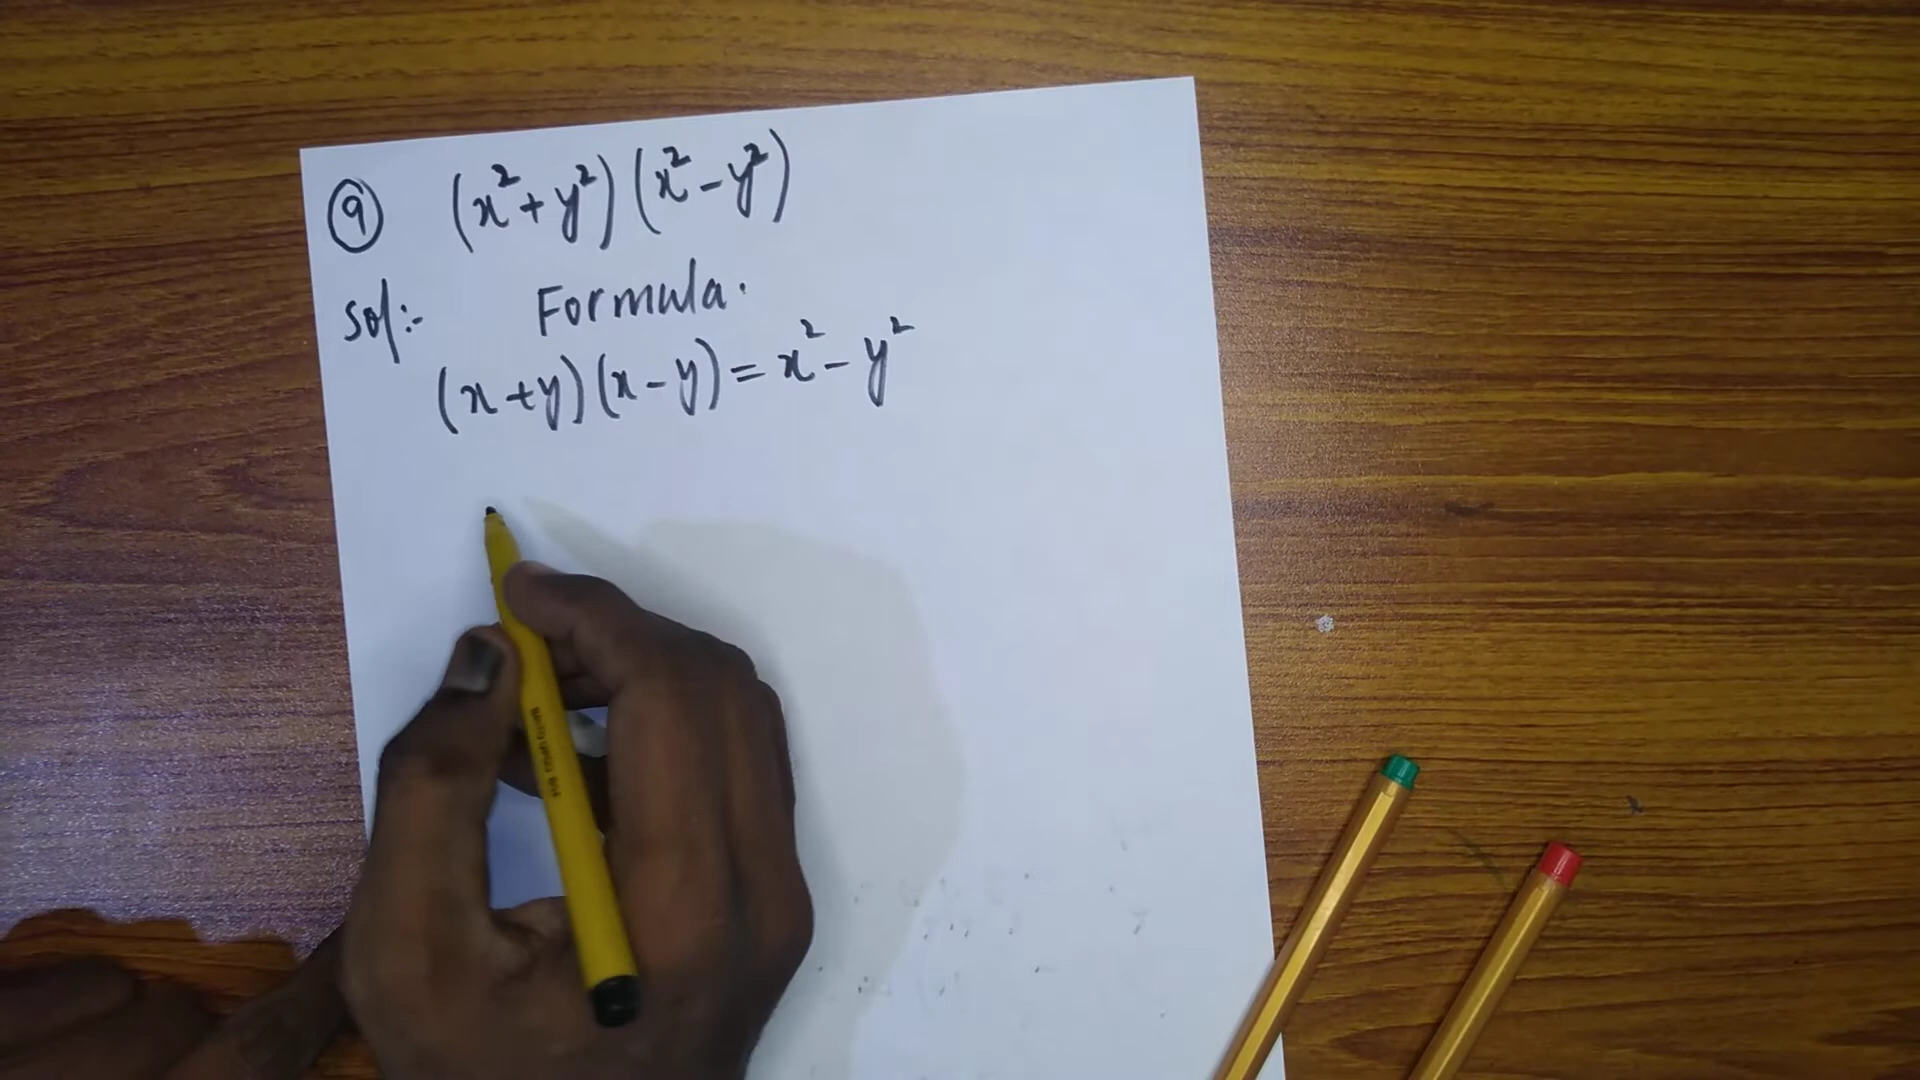 ⑨ (x²+y²)(x²-y²)
Sol:- Formula.
(x+y)(x-y)=x²-y²